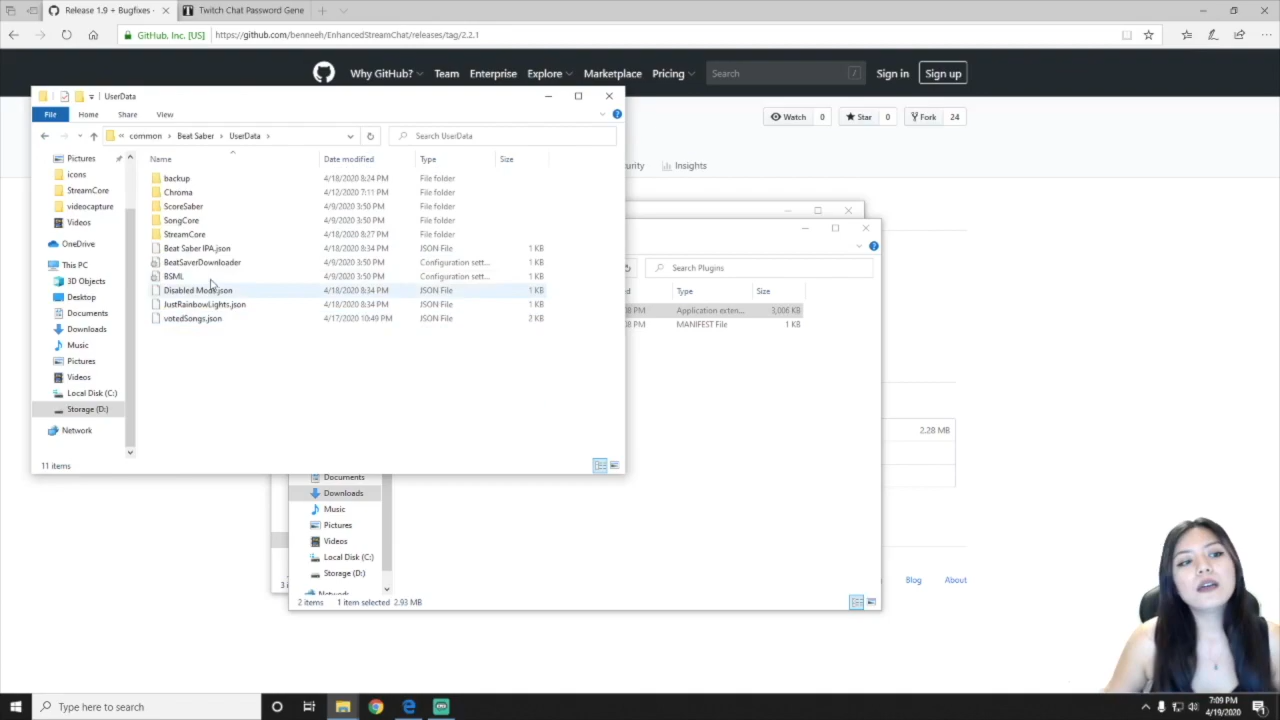 Release 1.9 + Bugfixes ·
Twitch Chat Password Gene
GitHub, Inc. [US]
https://github.com/benneeh/EnhancedStreamChat/releases/tag/2.2.1
Why GitHub?
Team
Enterprise
Explore
Marketplace
Pricing
Search
/
Sign in
Sign up
UserData
File
Home
Share
View
Watch
0
Star
0
Fork
24
« common > Beat Saber > UserData >
Search UserData
Insights
Name
Date modified
Type
Size
Pictures
icons
StreamCore
videocapture
Videos
OneDrive
This PC
3D Objects
Desktop
Documents
Downloads
Music
Pictures
Videos
Local Disk (C:)
Storage (D:)
Network
backup 4/18/2020 8:24 PM File folder
Chroma 4/12/2020 7:11 PM File folder
ScoreSaber 4/9/2020 3:50 PM File folder
SongCore 4/9/2020 3:50 PM File folder
StreamCore 4/18/2020 8:27 PM File folder
Beat Saber IPA.json 4/18/2020 8:34 PM JSON File 1 KB
BeatSaverDownloader 4/9/2020 3:50 PM Configuration sett... 1 KB
BSML 4/9/2020 3:50 PM Configuration sett... 1 KB
Disabled Mods.json 4/18/2020 8:34 PM JSON File 1 KB
JustRainbowLights.json 4/18/2020 8:34 PM JSON File 1 KB
votedSongs.json 4/17/2020 10:49 PM JSON File 2 KB
11 items
Search Plugins
Type
Size
Application exten... 3,006 KB
MANIFEST File 1 KB
2.28 MB
Documents
Downloads
Music
Pictures
Videos
Local Disk (C:)
Storage (D:)
2 items
1 item selected 2.93 MB
Blog
About
Type here to search
7:09 PM
4/19/2020